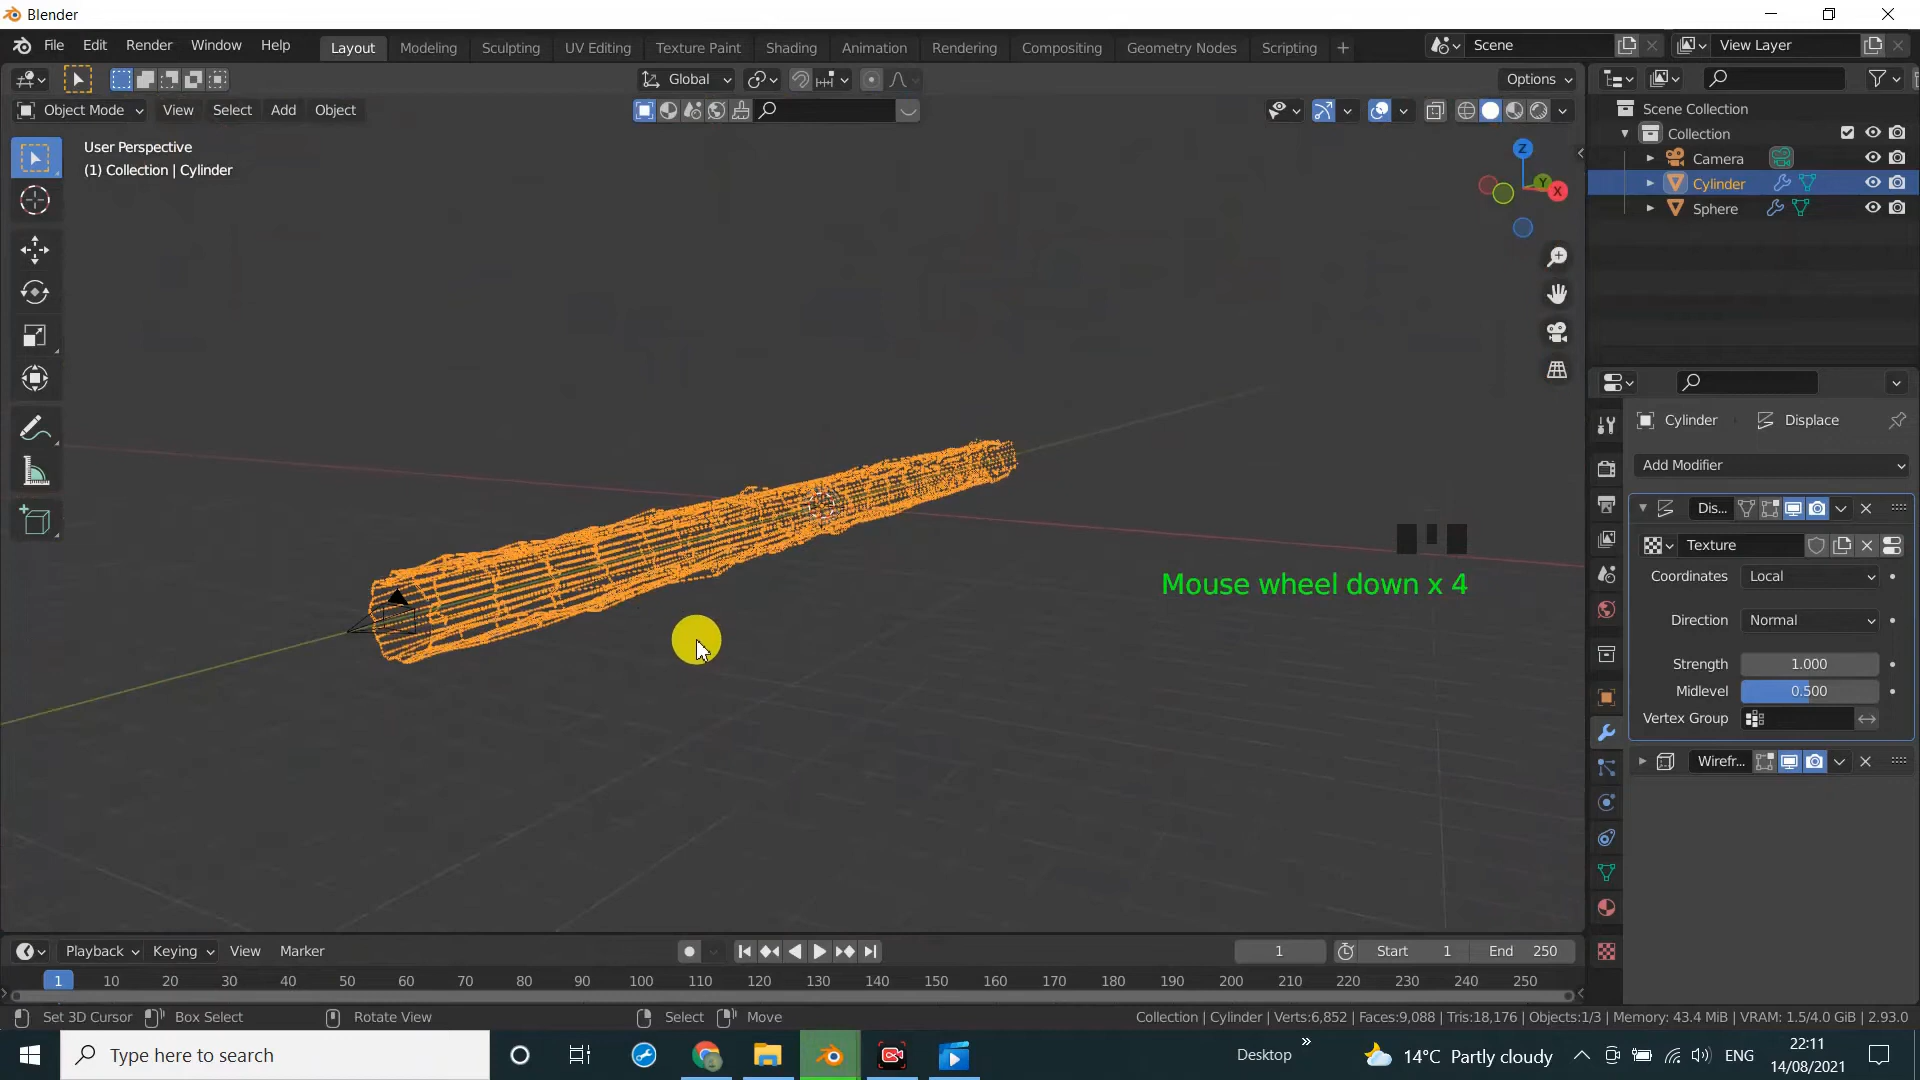 Blender
File Edit Render Window Help
Layout Modeling Sculpting UV Editing Texture Paint Shading Animation Rendering Compositing Geometry Nodes Scripting +
Scene
View Layer
Global
Options
Object Mode View Select Add Object
User Perspective
(1) Collection | Cylinder
Z
Y
X
Mouse wheel down x 4
Scene Collection
Collection
Camera
Cylinder
Sphere
Cylinder Displace
Add Modifier
Dis...
Texture
Coordinates Local
Direction Normal
Strength 1.000
Midlevel 0.500
Vertex Group
Wirefr...
Playback Keying View Marker
1 Start 1 End 250
1 10 20 30 40 50 60 70 80 90 100 110 120 130 140 150 160 170 180 190 200 210 220 230 240 250
Set 3D Cursor Box Select Rotate View Select Move
Collection | Cylinder | Verts:6,852 | Faces:9,088 | Tris:18,176 | Objects:1/3 | Memory: 43.4 MiB | VRAM: 1.5/4.0 GiB | 2.93.0
Type here to search
Desktop »
14°C Partly cloudy
ENG
22:11
14/08/2021